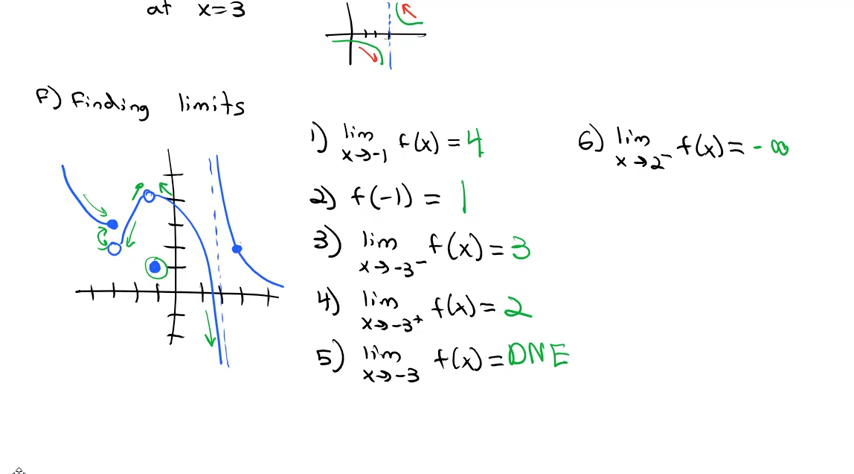 at x=3
F) Finding limits
1) lim x→-1 f(x) = 4
2) f(-1) = 1
3) lim x→-3⁻ f(x) = 3
4) lim x→-3⁺ f(x) = 2
5) lim x→-3 f(x) = DNE
6) lim x→2⁻ f(x) = -∞